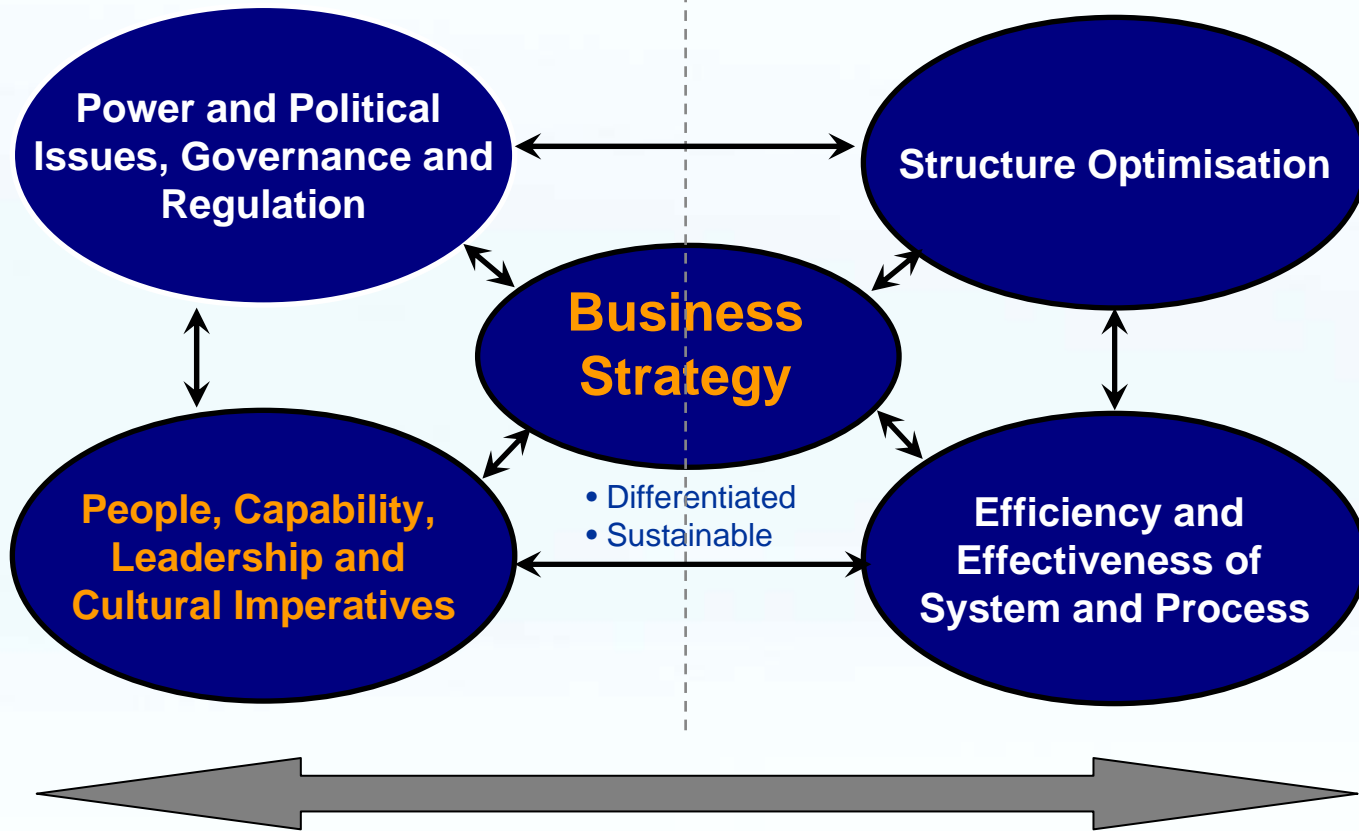 Power and Political
Issues, Governance and
Regulation
Structure Optimisation
Business
Strategy
• Differentiated
• Sustainable
People, Capability,
Leadership and
Cultural Imperatives
Efficiency and
Effectiveness of
System and Process